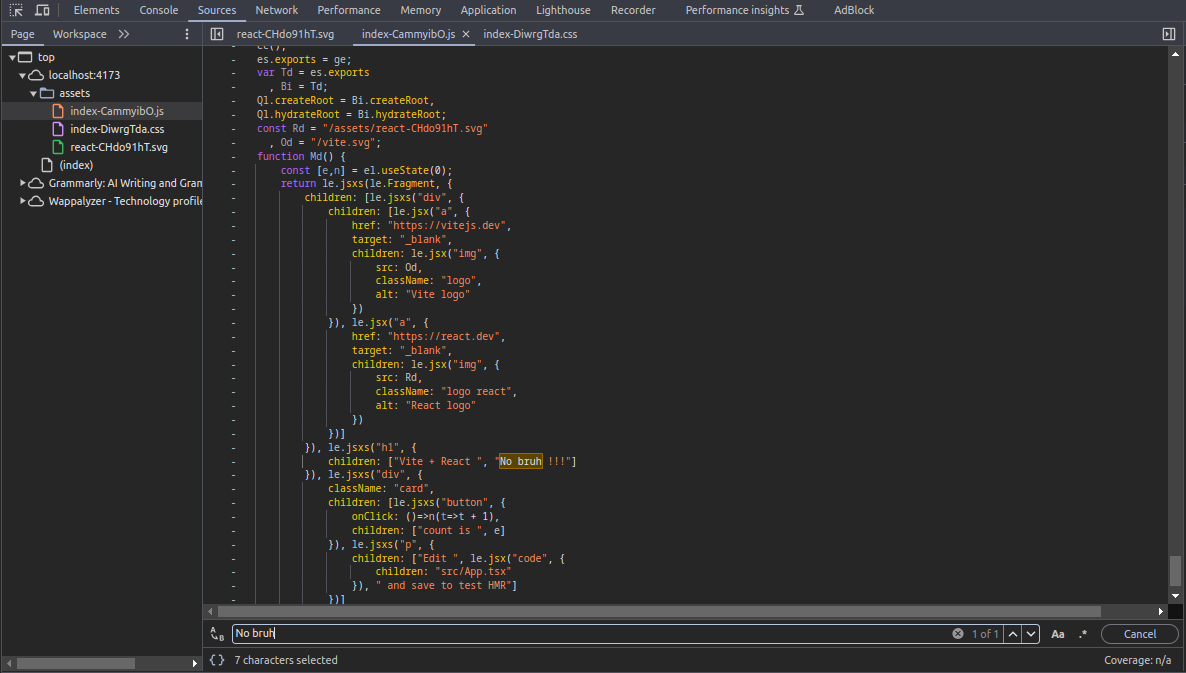 Elements Console Sources Network Performance Memory Application Lighthouse Recorder Performance insights AdBlock
Page Workspace
react-CHdo91hT.svg index-CammyibO.js × index-DiwrgTda.css
top
localhost:4173
assets
index-CammyibO.js
index-DiwrgTda.css
react-CHdo91hT.svg
(index)
Grammarly: AI Writing and Gram
Wappalyzer - Technology profile
es.exports = ge;
var Td = es.exports
, Bi = Td;
Ql.createRoot = Bi.createRoot,
Ql.hydrateRoot = Bi.hydrateRoot;
const Rd = "/assets/react-CHdo91hT.svg"
, Od = "/vite.svg";
function Md() {
const [e,n] = el.useState(0);
return le.jsxs(le.Fragment, {
children: [le.jsxs("div", {
children: [le.jsx("a", {
href: "https://vitejs.dev",
target: "_blank",
children: le.jsx("img", {
src: Od,
className: "logo",
alt: "Vite logo"
})
}), le.jsx("a", {
href: "https://react.dev",
target: "_blank",
children: le.jsx("img", {
src: Rd,
className: "logo react",
alt: "React logo"
})
})]
}), le.jsxs("h1", {
children: ["Vite + React ", "No bruh !!!"]
}), le.jsxs("div", {
className: "card",
children: [le.jsxs("button", {
onClick: ()=>n(t=>t + 1),
children: ["count is ", e]
}), le.jsxs("p", {
children: ["Edit ", le.jsx("code", {
children: "src/App.tsx"
}), " and save to test HMR"]
})]
No bruh 1 of 1 Aa .* Cancel
{} 7 characters selected Coverage: n/a